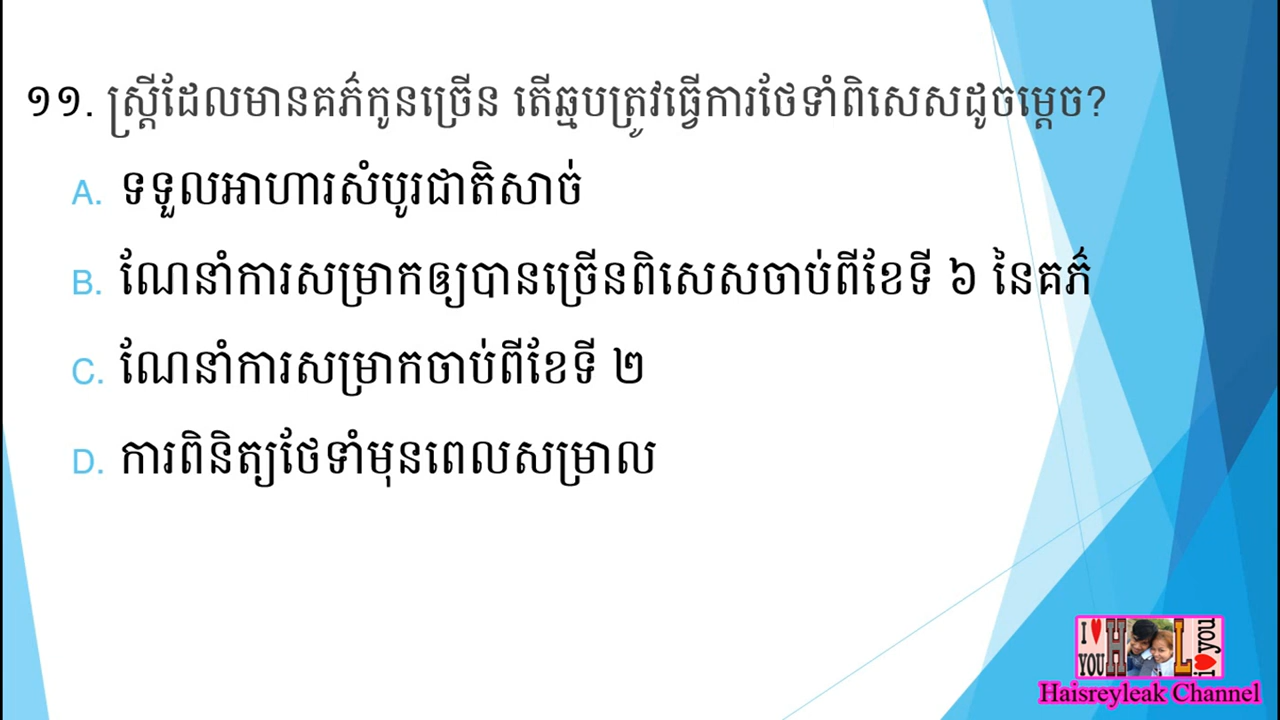 ១១. ស្ត្រីដែលមានគភ៌កូនច្រើន តើឆ្មបត្រូវធ្វើការថែទាំពិសេសដូចម្តេច?
A. ទទួលអាហារសំបូរជាតិសាច់
B. ណែនាំការសម្រាកឲ្យបានច្រើនពិសេសចាប់ពីខែទី ៦ នៃគភ៌
C. ណែនាំការសម្រាកចាប់ពីខែទី ២
D. ការពិនិត្យថែទាំមុនពេលសម្រាល
I ♥ YOU H L i ♥ you
Haisreyleak Channel